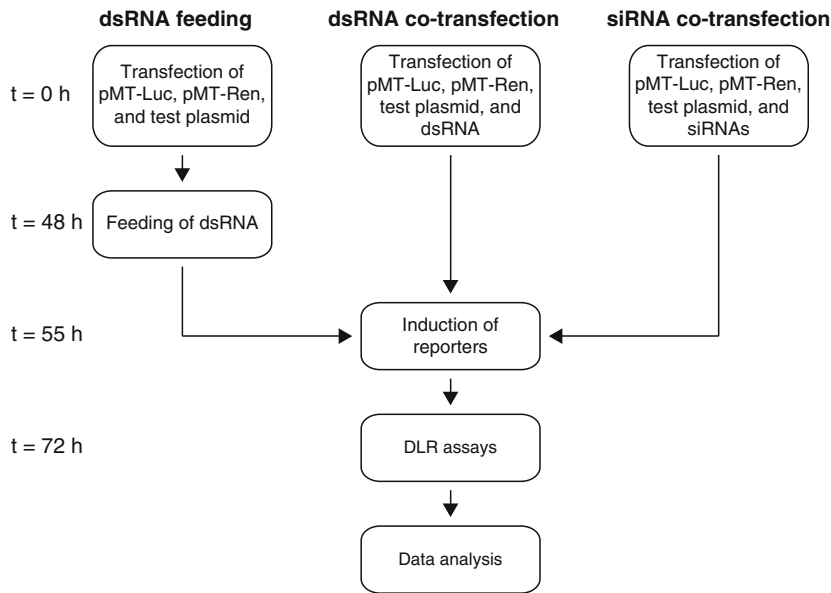 dsRNA feeding
dsRNA co-transfection
siRNA co-transfection
t = 0 h
Transfection of
pMT-Luc, pMT-Ren,
and test plasmid
Transfection of
pMT-Luc, pMT-Ren,
test plasmid, and
dsRNA
Transfection of
pMT-Luc, pMT-Ren,
test plasmid, and
siRNAs
t = 48 h
Feeding of dsRNA
t = 55 h
Induction of
reporters
t = 72 h
DLR assays
Data analysis